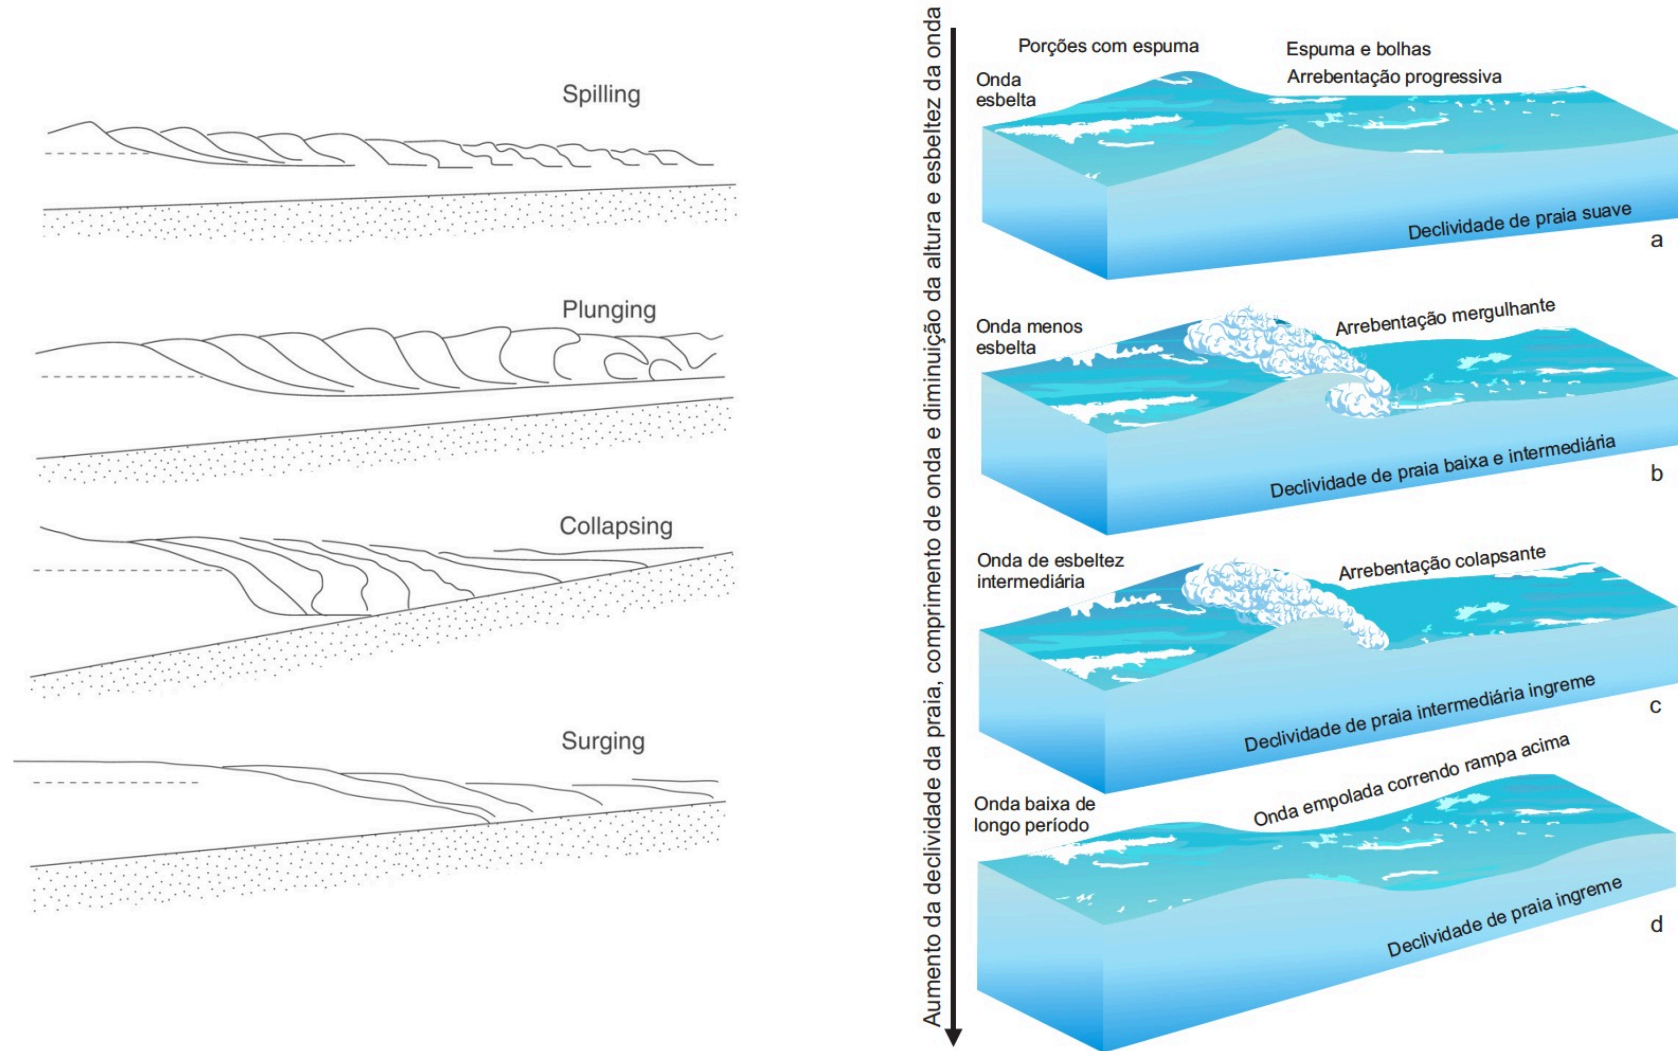 Spilling
Plunging
Collapsing
Surging
Aumento da declividade da praia, comprimento de onda e diminuição da altura e esbeltez da onda
Porções com espuma
Espuma e bolhas
Onda
esbelta
Arrebentação progressiva
Declividade de praia suave
a
Onda menos
esbelta
Arrebentação mergulhante
Declividade de praia baixa e intermediária
b
Onda de esbeltez
intermediária
Arrebentação colapsante
Declividade de praia intermediária ingreme
c
Onda baixa de
longo período
Onda empolada correndo rampa acima
Declividade de praia ingreme
d